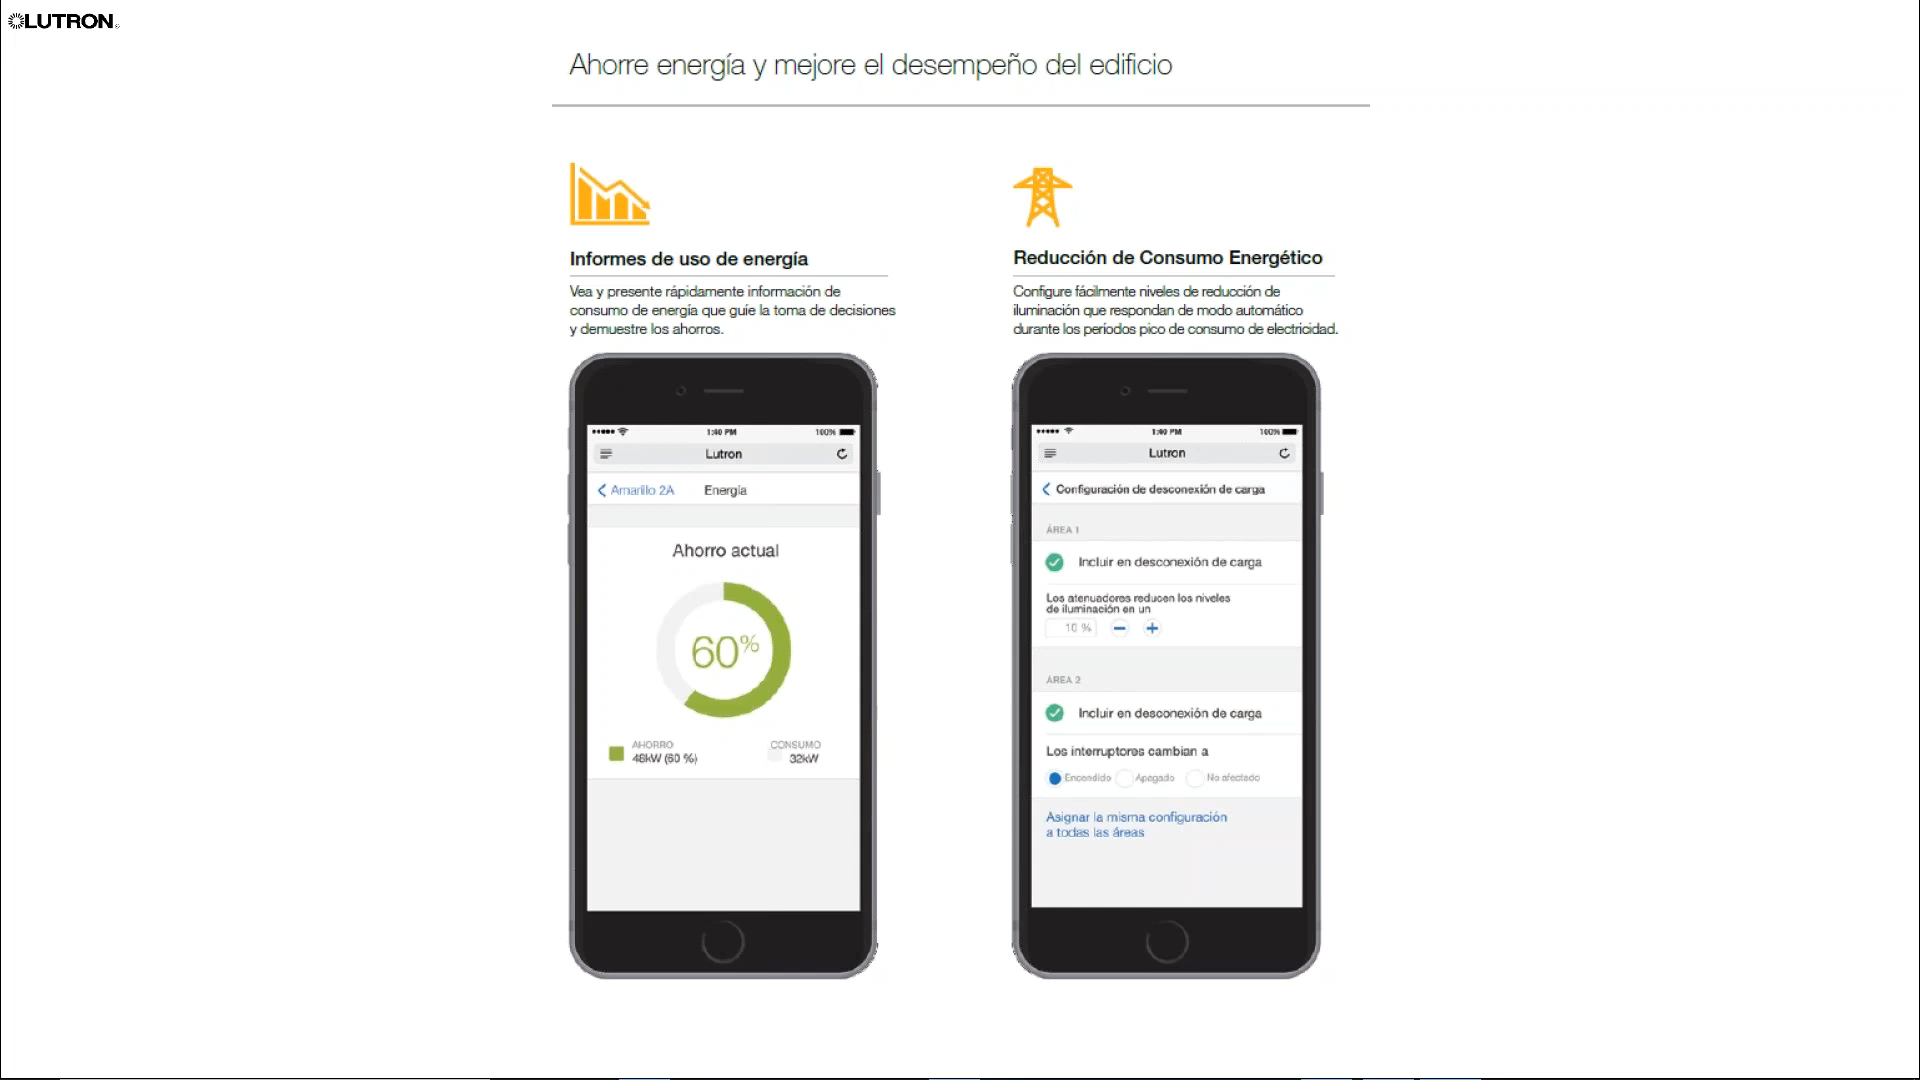 LUTRON
Ahorre energía y mejore el desempeño del edificio
Informes de uso de energía
Vea y presente rápidamente información de
consumo de energía que guíe la toma de decisiones
y demuestre los ahorros.
1:40 PM
100%
Lutron
Amarillo 2A
Energía
Ahorro actual
60%
AHORRO
48kW (60 %)
CONSUMO
32kW
Reducción de Consumo Energético
Configure fácilmente niveles de reducción de
iluminación que respondan de modo automático
durante los períodos pico de consumo de electricidad.
1:40 PM
100%
Lutron
Configuración de desconexión de carga
ÁREA 1
Incluir en desconexión de carga
Los atenuadores reducen los niveles
de iluminación en un
10 %
ÁREA 2
Incluir en desconexión de carga
Los interruptores cambian a
Encendido Apagado No afectado
Asignar la misma configuración
a todas las áreas